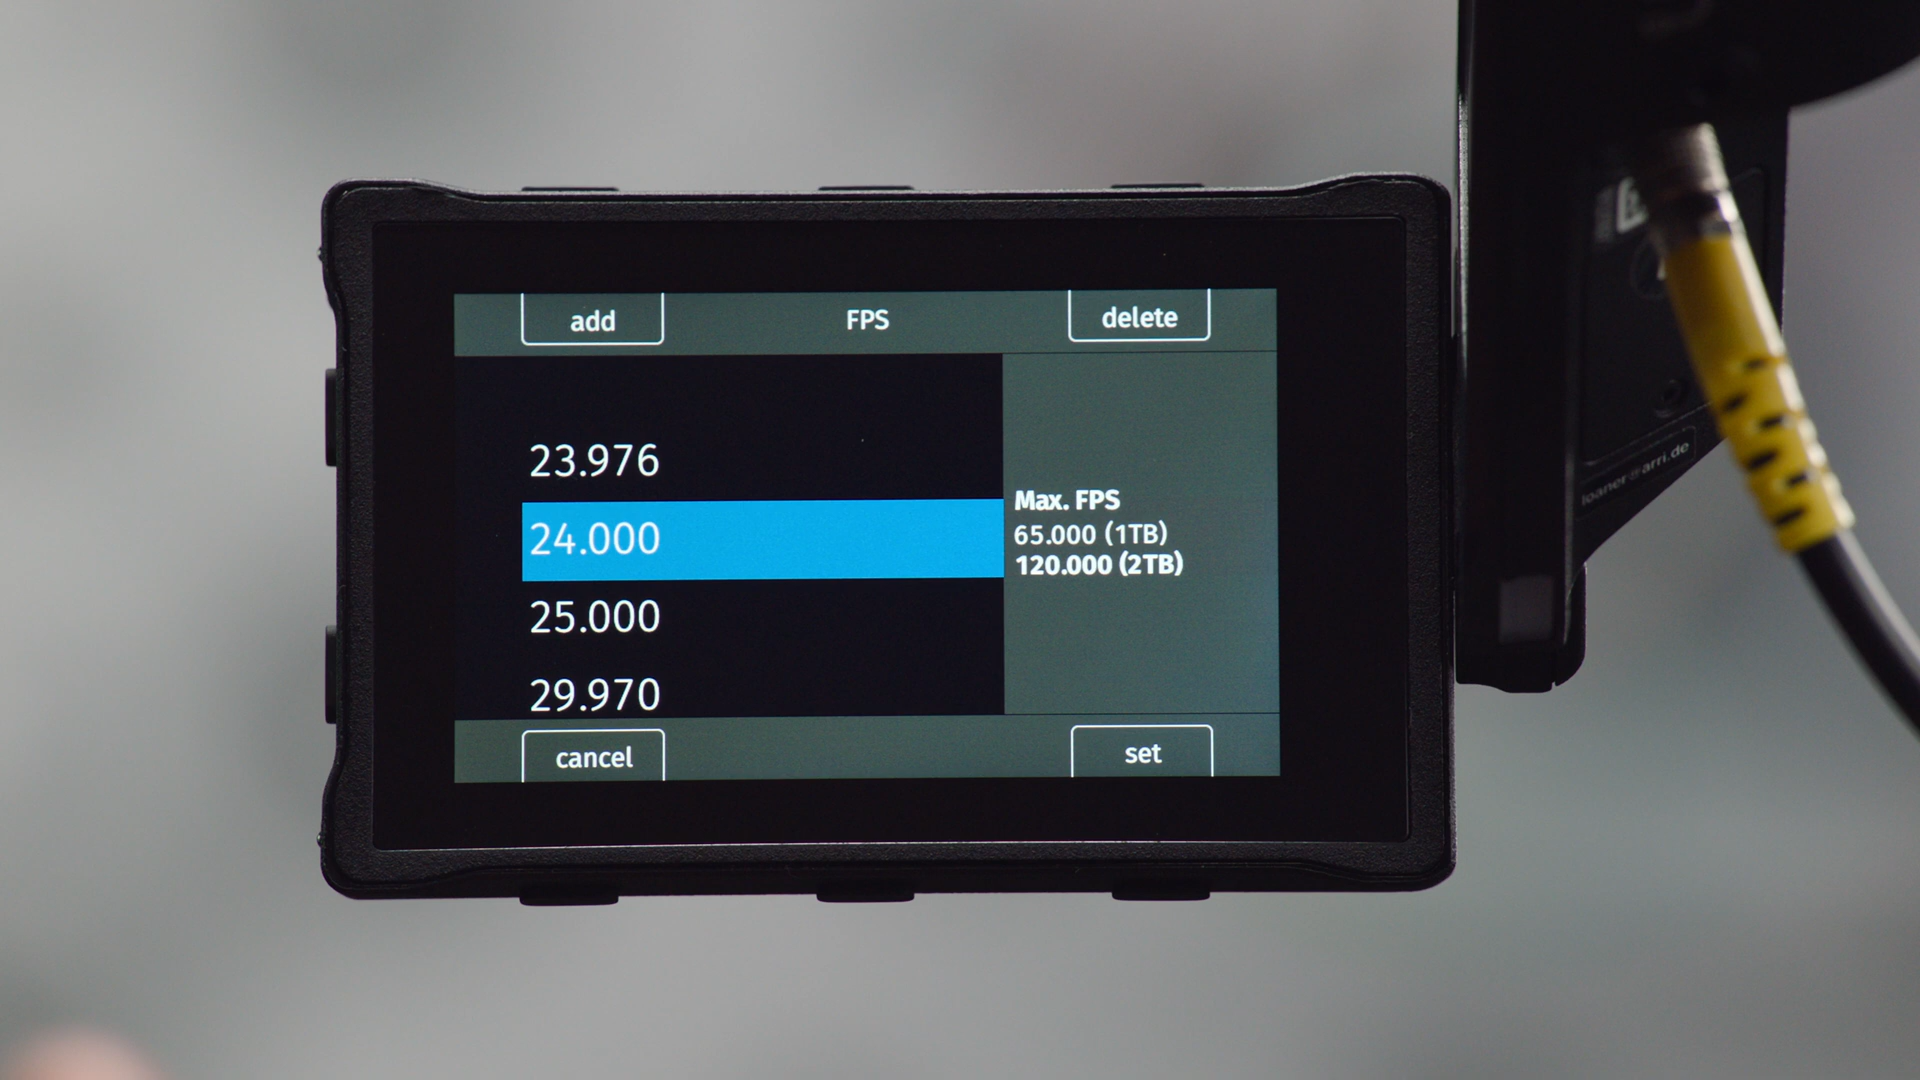 add
FPS
delete
23.976
24.000
25.000
29.970
Max. FPS
65.000 (1TB)
120.000 (2TB)
cancel
set